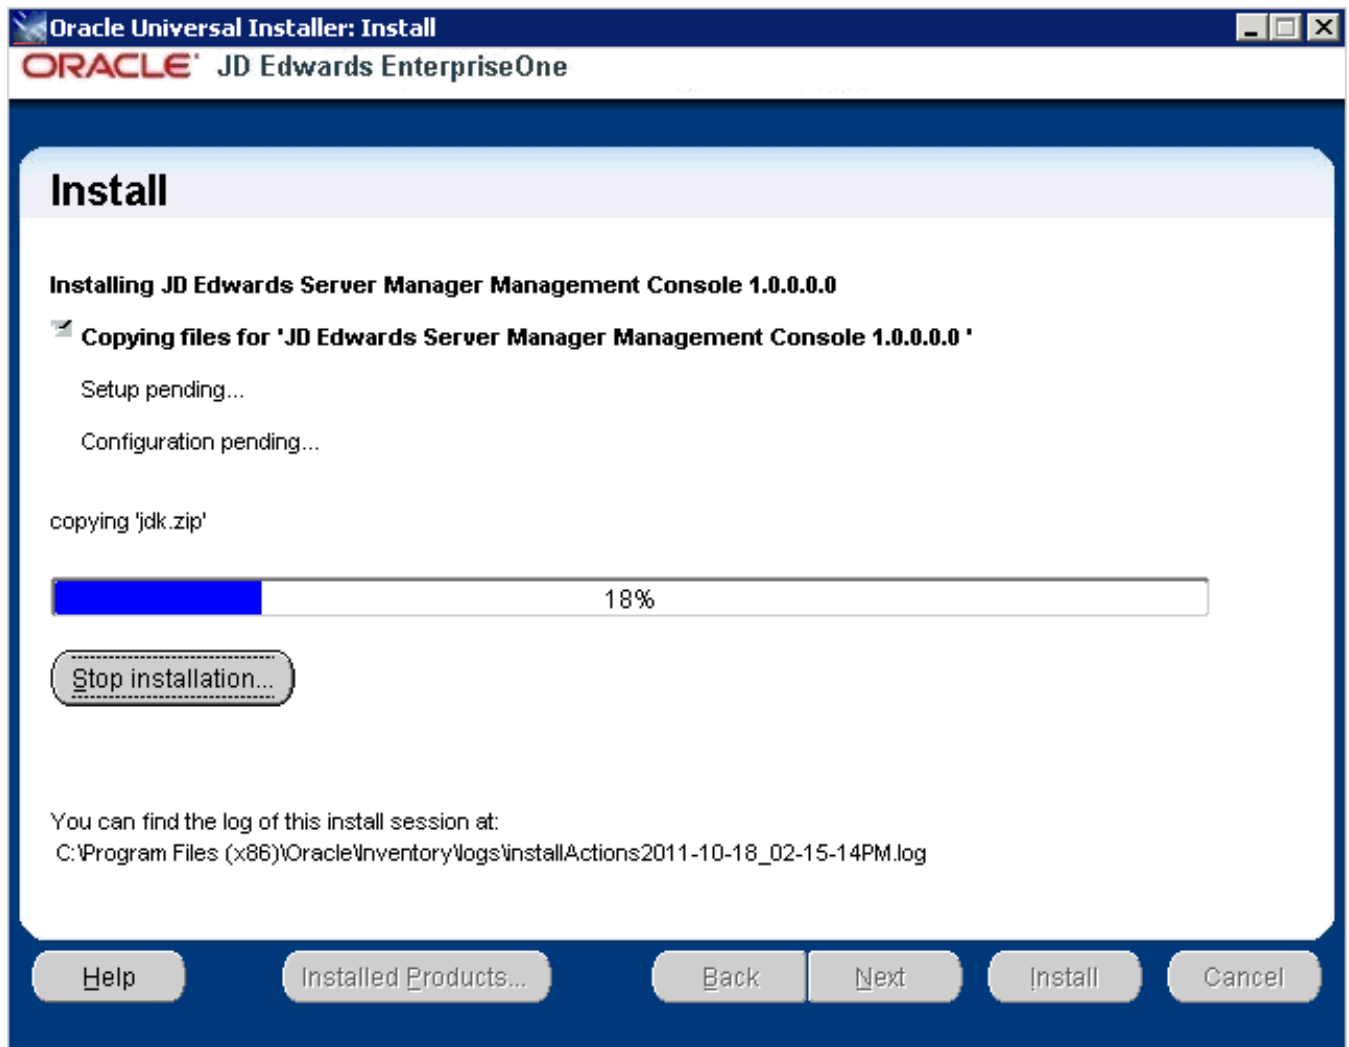 Oracle Universal Installer: Install
ORACLE JD Edwards EnterpriseOne
Install
Installing JD Edwards Server Manager Management Console 1.0.0.0.0
Copying files for 'JD Edwards Server Manager Management Console 1.0.0.0.0 '
Setup pending...
Configuration pending...
copying 'jdk.zip'
18%
Stop installation...
You can find the log of this install session at:
C:\Program Files (x86)\Oracle\Inventory\logs\installActions2011-10-18_02-15-14PM.log
Help Installed Products... Back Next Install Cancel